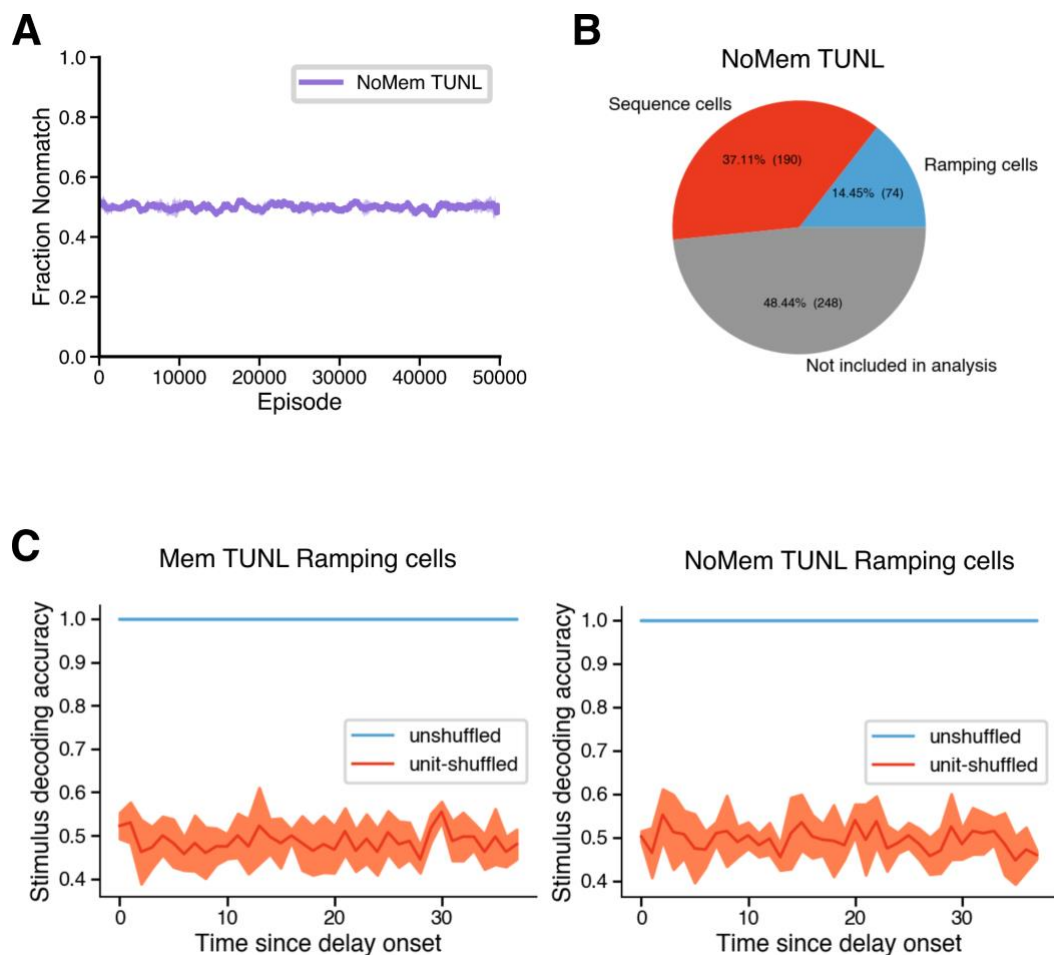 A
1.0
0.8
0.6
0.4
0.2
0.0
Fraction Nonmatch
NoMem TUNL
0 10000 20000 30000 40000 50000
Episode
B
NoMem TUNL
Sequence cells
37.11% (190)
Ramping cells
14.45% (74)
48.44% (248)
Not included in analysis
C
Mem TUNL Ramping cells
Stimulus decoding accuracy
1.0
0.9
0.8
0.7
0.6
0.5
0.4
unshuffled
unit-shuffled
0 10 20 30
Time since delay onset
NoMem TUNL Ramping cells
Stimulus decoding accuracy
1.0
0.9
0.8
0.7
0.6
0.5
0.4
unshuffled
unit-shuffled
0 10 20 30
Time since delay onset